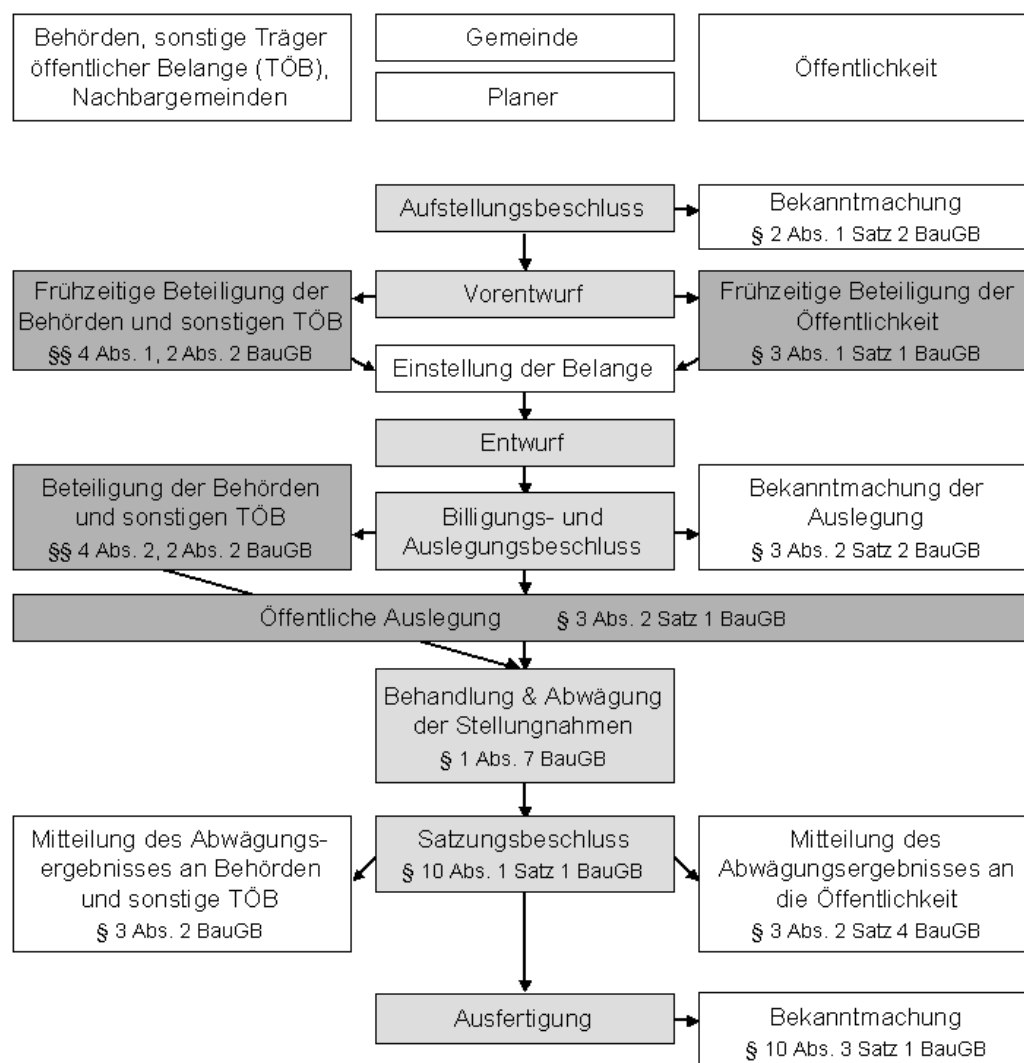 Behörden, sonstige Träger
öffentlicher Belange (TÖB),
Nachbargemeinden
Gemeinde
Planer
Öffentlichkeit
Aufstellungsbeschluss
Bekanntmachung
§ 2 Abs. 1 Satz 2 BauGB
Frühzeitige Beteiligung der
Behörden und sonstigen TÖB
§§ 4 Abs. 1, 2 Abs. 2 BauGB
Vorentwurf
Frühzeitige Beteiligung der
Öffentlichkeit
§ 3 Abs. 1 Satz 1 BauGB
Einstellung der Belange
Entwurf
Beteiligung der Behörden
und sonstigen TÖB
§§ 4 Abs. 2, 2 Abs. 2 BauGB
Billigungs- und
Auslegungsbeschluss
Bekanntmachung der
Auslegung
§ 3 Abs. 2 Satz 2 BauGB
Öffentliche Auslegung § 3 Abs. 2 Satz 1 BauGB
Behandlung & Abwägung
der Stellungnahmen
§ 1 Abs. 7 BauGB
Mitteilung des Abwägungs-
ergebnisses an Behörden
und sonstige TÖB
§ 3 Abs. 2 BauGB
Satzungsbeschluss
§ 10 Abs. 1 Satz 1 BauGB
Mitteilung des
Abwägungsergebnisses an
die Öffentlichkeit
§ 3 Abs. 2 Satz 4 BauGB
Ausfertigung
Bekanntmachung
§ 10 Abs. 3 Satz 1 BauGB